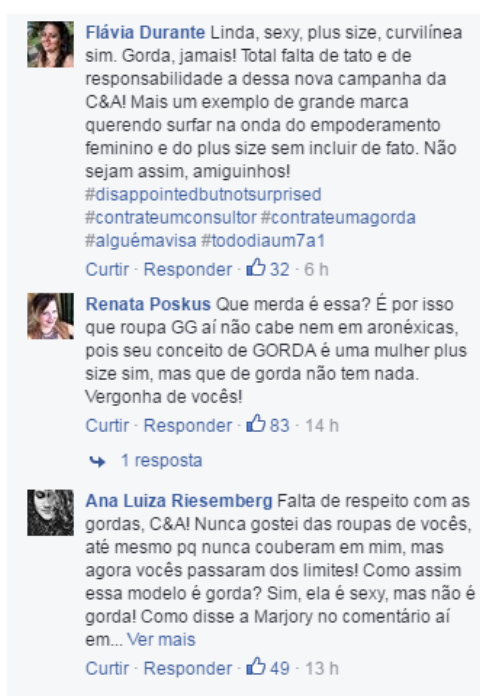 Flávia Durante Linda, sexy, plus size, curvilínea
sim. Gorda, jamais! Total falta de tato e de
responsabilidade a dessa nova campanha da
C&A! Mais um exemplo de grande marca
querendo surfar na onda do empoderamento
feminino e do plus size sem incluir de fato. Não
sejam assim, amiguinhos!
#disappointedbutnotsurprised
#contrateumconsultor #contrateumagorda
#alguémavisa #tododiaum7a1
Curtir · Responder · 32 · 6 h
Renata Poskus Que merda é essa? É por isso
que roupa GG aí não cabe nem em aronéxicas,
pois seu conceito de GORDA é uma mulher plus
size sim, mas que de gorda não tem nada.
Vergonha de vocês!
Curtir · Responder · 83 · 14 h
1 resposta
Ana Luiza Riesemberg Falta de respeito com as
gordas, C&A! Nunca gostei das roupas de vocês,
até mesmo pq nunca couberam em mim, mas
agora vocês passaram dos limites! Como assim
essa modelo é gorda? Sim, ela é sexy, mas não é
gorda! Como disse a Marjory no comentário aí
em... Ver mais
Curtir · Responder · 49 · 13 h